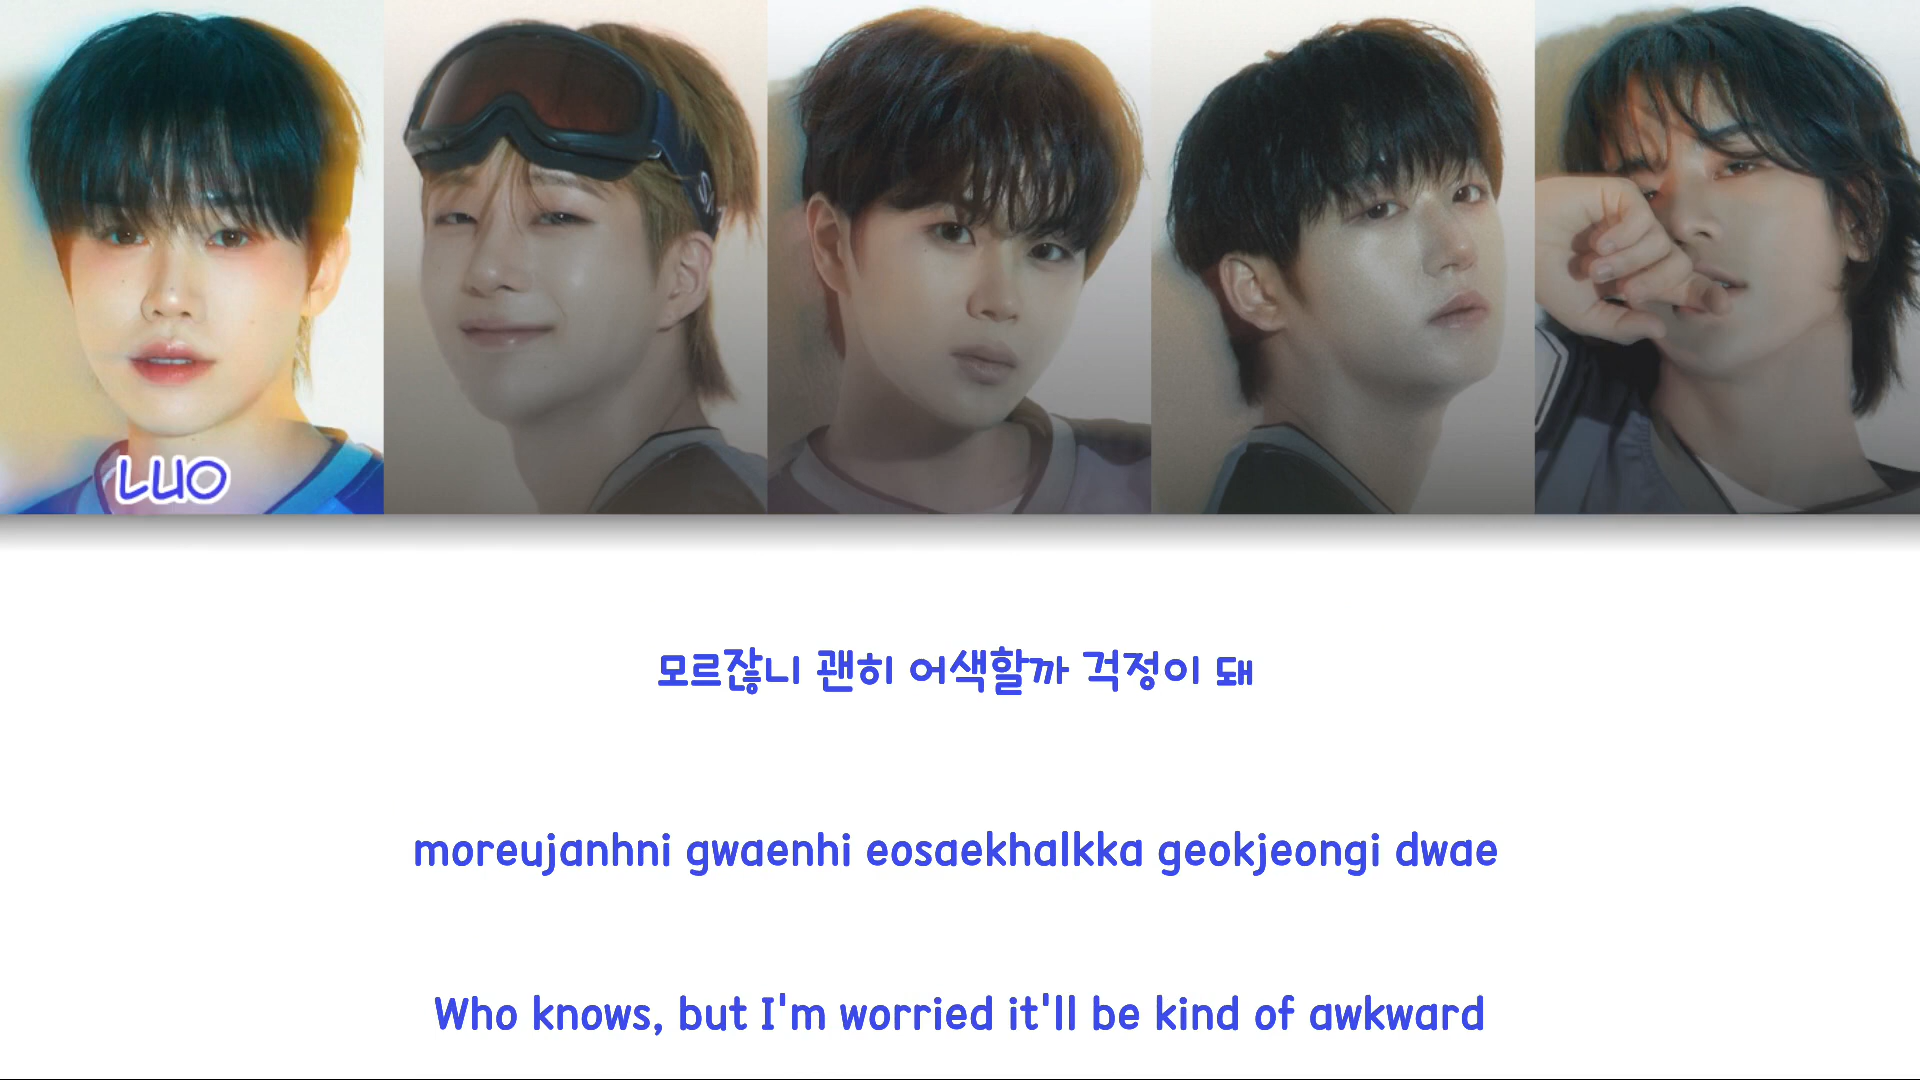 LUO
모르잖니 괜히 어색할까 걱정이 돼
moreujanhni gwaenhi eosaekhalkka geokjeongi dwae
Who knows, but I'm worried it'll be kind of awkward